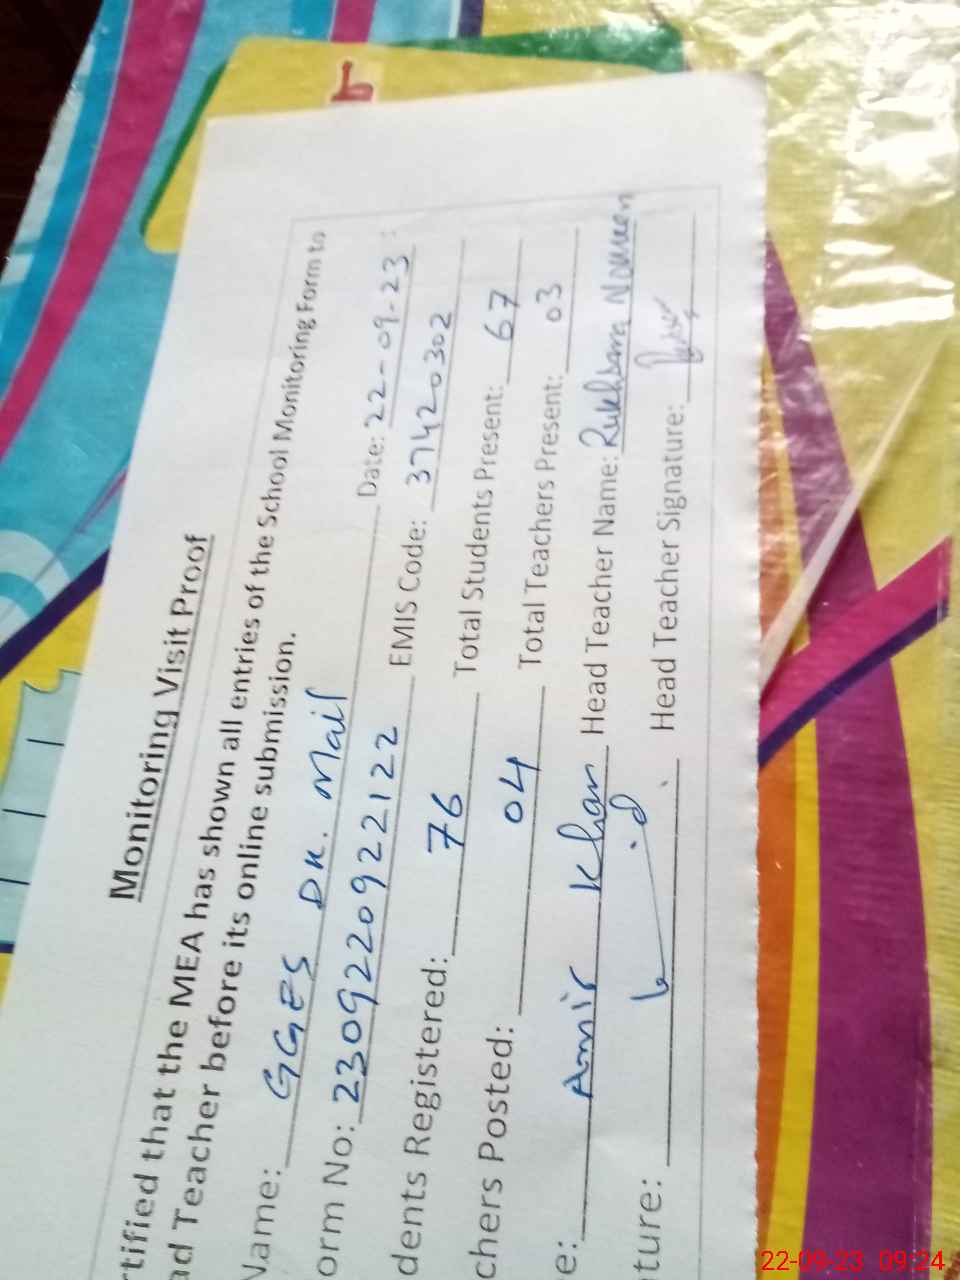 Monitoring Visit Proof
rtified that the MEA has shown all entries of the School Monitoring Form to
ad Teacher before its online submission.
Name: GGES DK. Mail Date: 22-09-23
orm No: 2309220922122 EMIS Code: 37420302
dents Registered: 76 Total Students Present: 67
chers Posted: 04 Total Teachers Present: 03
e: Amir Khan Head Teacher Name: Rukhsana
ture: Head Teacher Signature:
22-09-23 09:24